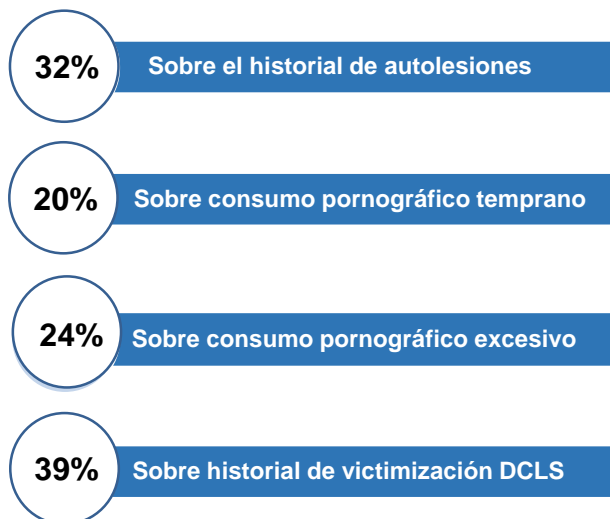 32% Sobre el historial de autolesiones
20% Sobre consumo pornográfico temprano
24% Sobre consumo pornográfico excesivo
39% Sobre historial de victimización DCLS